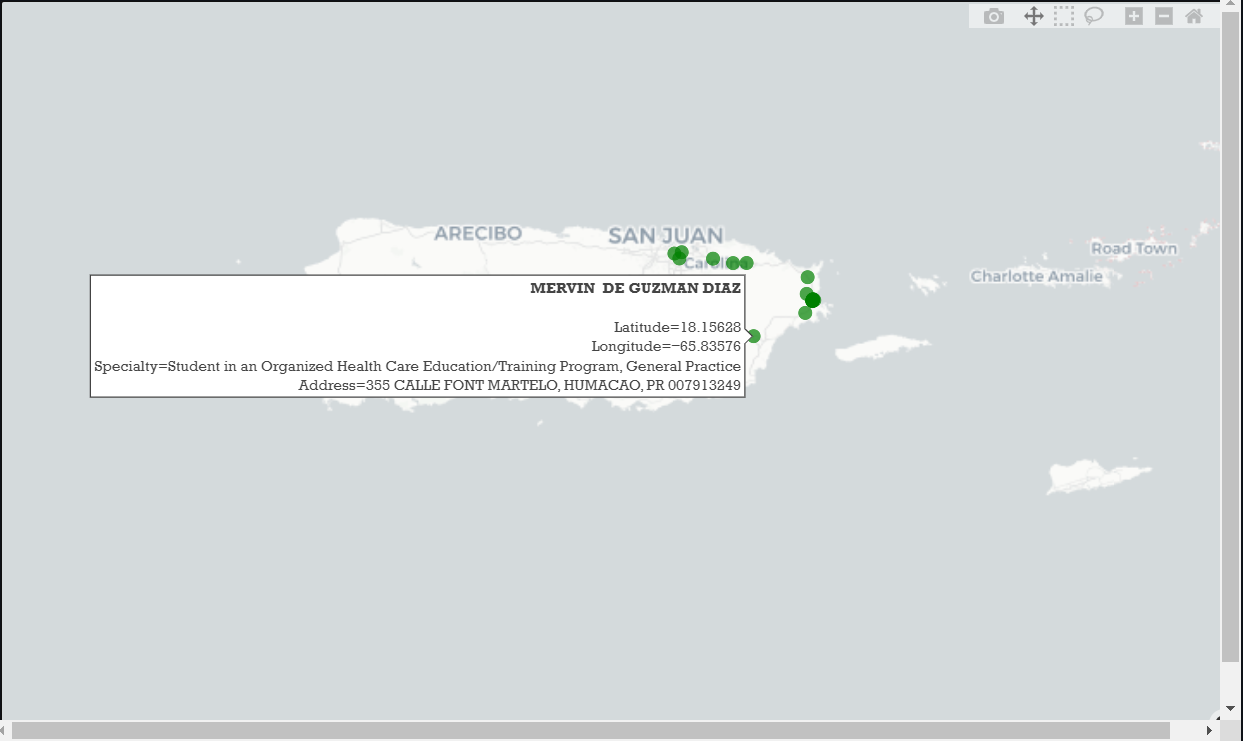 ARECIBO
SAN JUAN
Carolina
Road Town
Charlotte Amalie
MERVIN  DE GUZMAN DIAZ
Latitude=18.15628
Longitude=−65.83576
Specialty=Student in an Organized Health Care Education/Training Program, General Practice
Address=355 CALLE FONT MARTELO, HUMACAO, PR 007913249